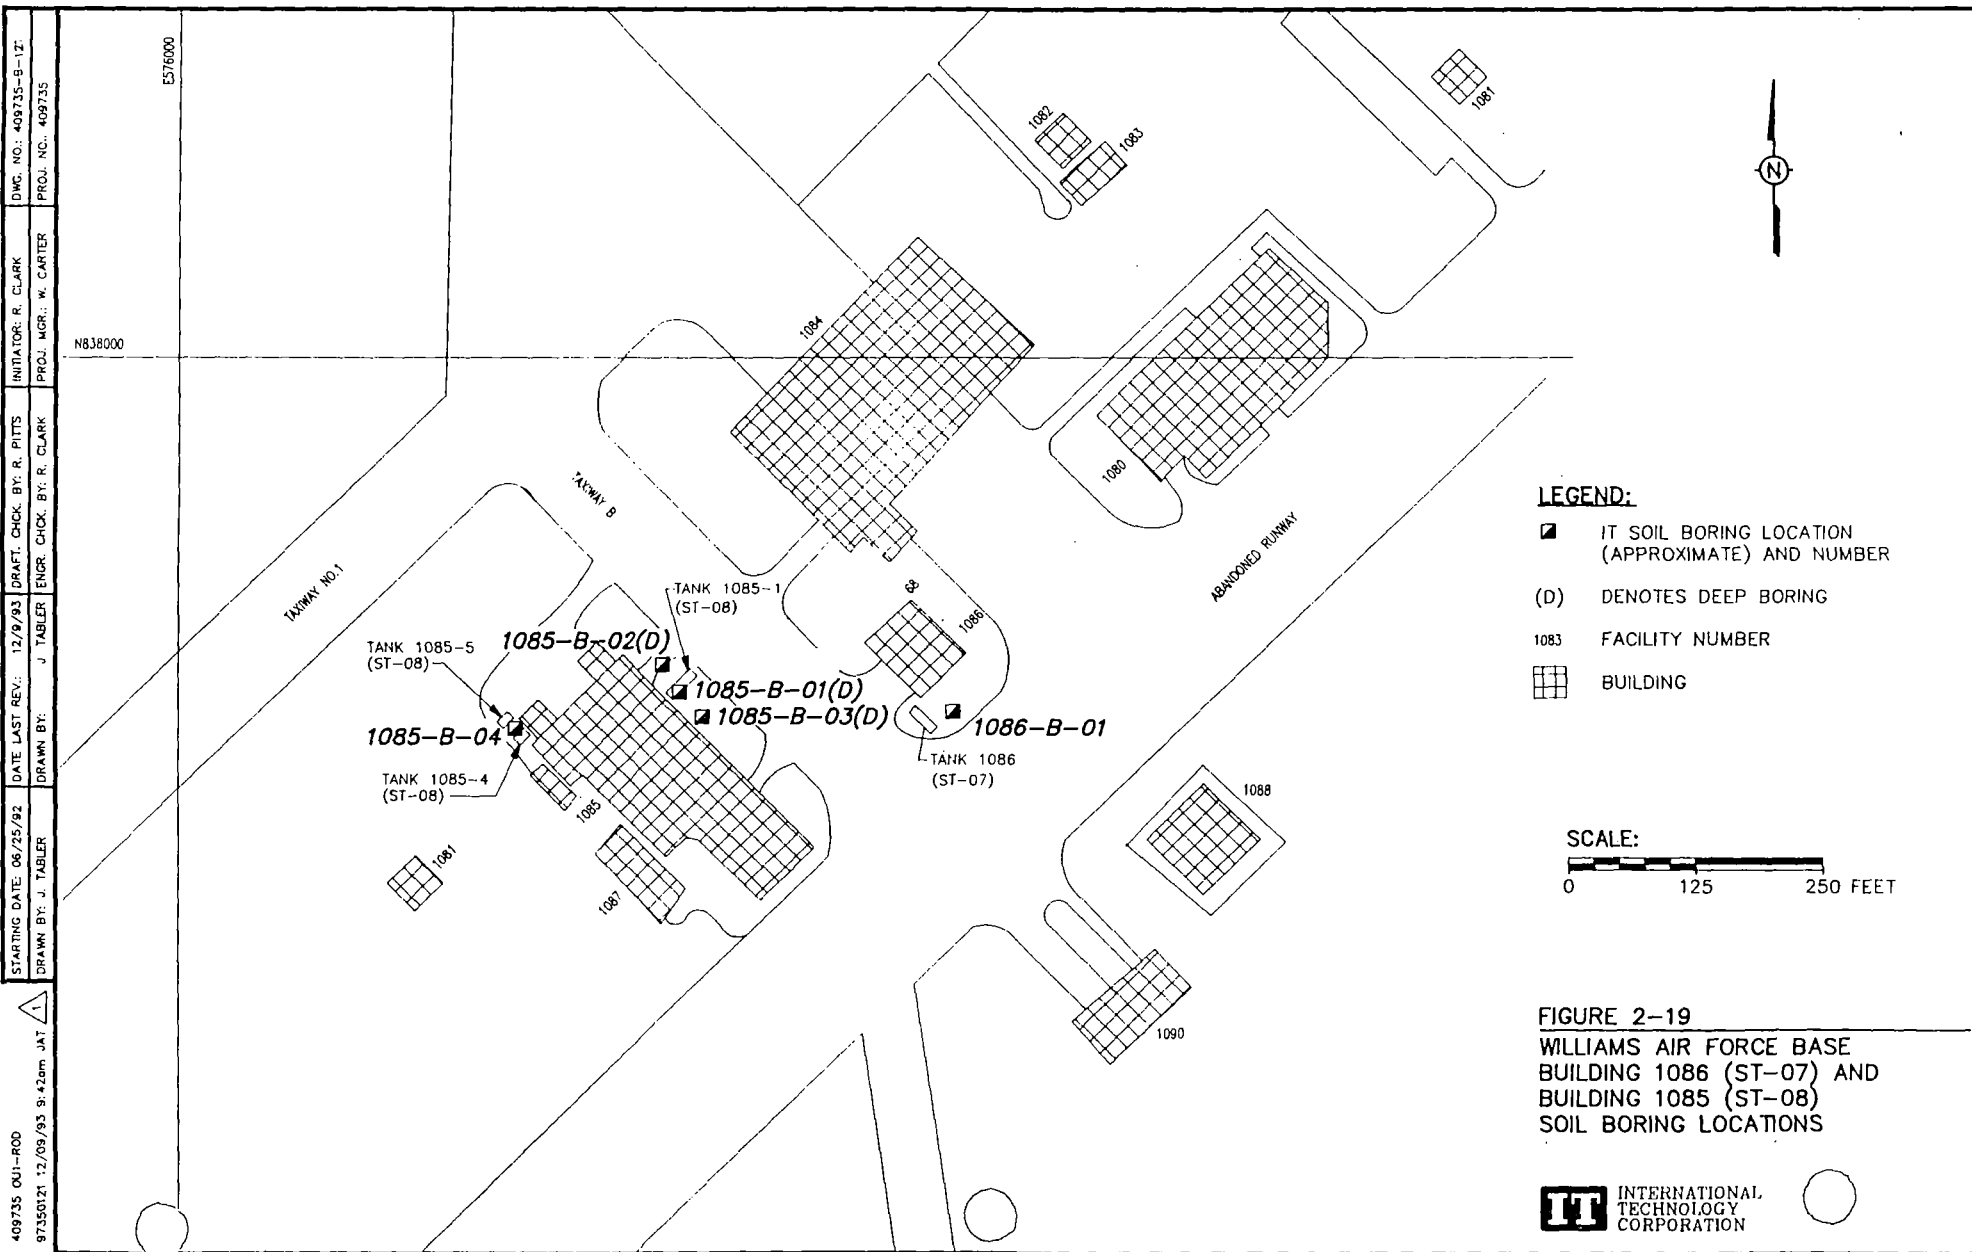 STARTING DATE: 06/25/92 DATE LAST REV.: 12/9/93 DRAFT. CHCK. BY: R. PITTS INITIATOR: R. CLARK DWG. NO.: 409735-B-12
DRAWN BY: J. TABLER DRAWN BY: J TABLER ENGR. CHCK. BY: R. CLARK PROJ. MGR.: W. CARTER PROJ. NO.: 409735
409735 OU1-ROD
97350121 12/09/93 9:42am JAT
1
E576000
N838000
1081
1082
1083
N
1084
1080
TAXIWAY B
TAXIWAY NO.1
ABANDONED RUNWAY
68
1086
TANK 1085-1
(ST-08)
TANK 1085-5
(ST-08)
1085-B-02(D)
1085-B-01(D)
1085-B-03(D)
1085-B-04
1086-B-01
TANK 1086
(ST-07)
TANK 1085-4
(ST-08)
1085
1081
1087
1088
1090
LEGEND:
IT SOIL BORING LOCATION
(APPROXIMATE) AND NUMBER
(D) DENOTES DEEP BORING
1083 FACILITY NUMBER
BUILDING
SCALE:
0 125 250 FEET
FIGURE 2-19
WILLIAMS AIR FORCE BASE
BUILDING 1086 (ST-07) AND
BUILDING 1085 (ST-08)
SOIL BORING LOCATIONS
IT INTERNATIONAL
TECHNOLOGY
CORPORATION